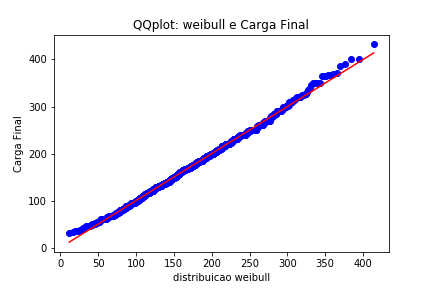 QQplot: weibull e Carga Final
Carga Final
400
300
200
100
0
0 50 100 150 200 250 300 350 400
distribuicao weibull